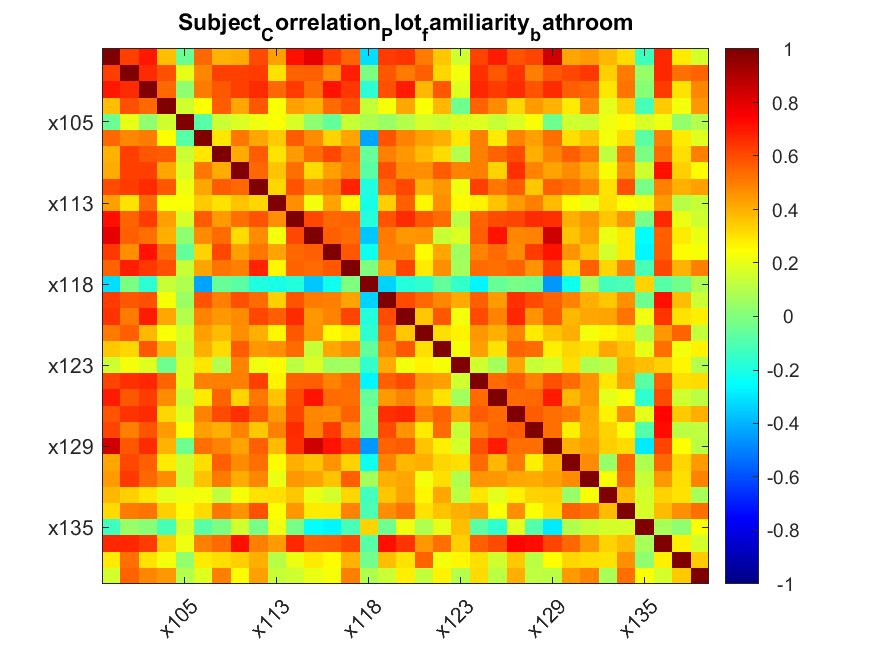 Subject_Correlation_Plot_familiarity_bathroom
x105
x113
x118
x123
x129
x135
x105
x113
x118
x123
x129
x135
1
0.8
0.6
0.4
0.2
0
-0.2
-0.4
-0.6
-0.8
-1